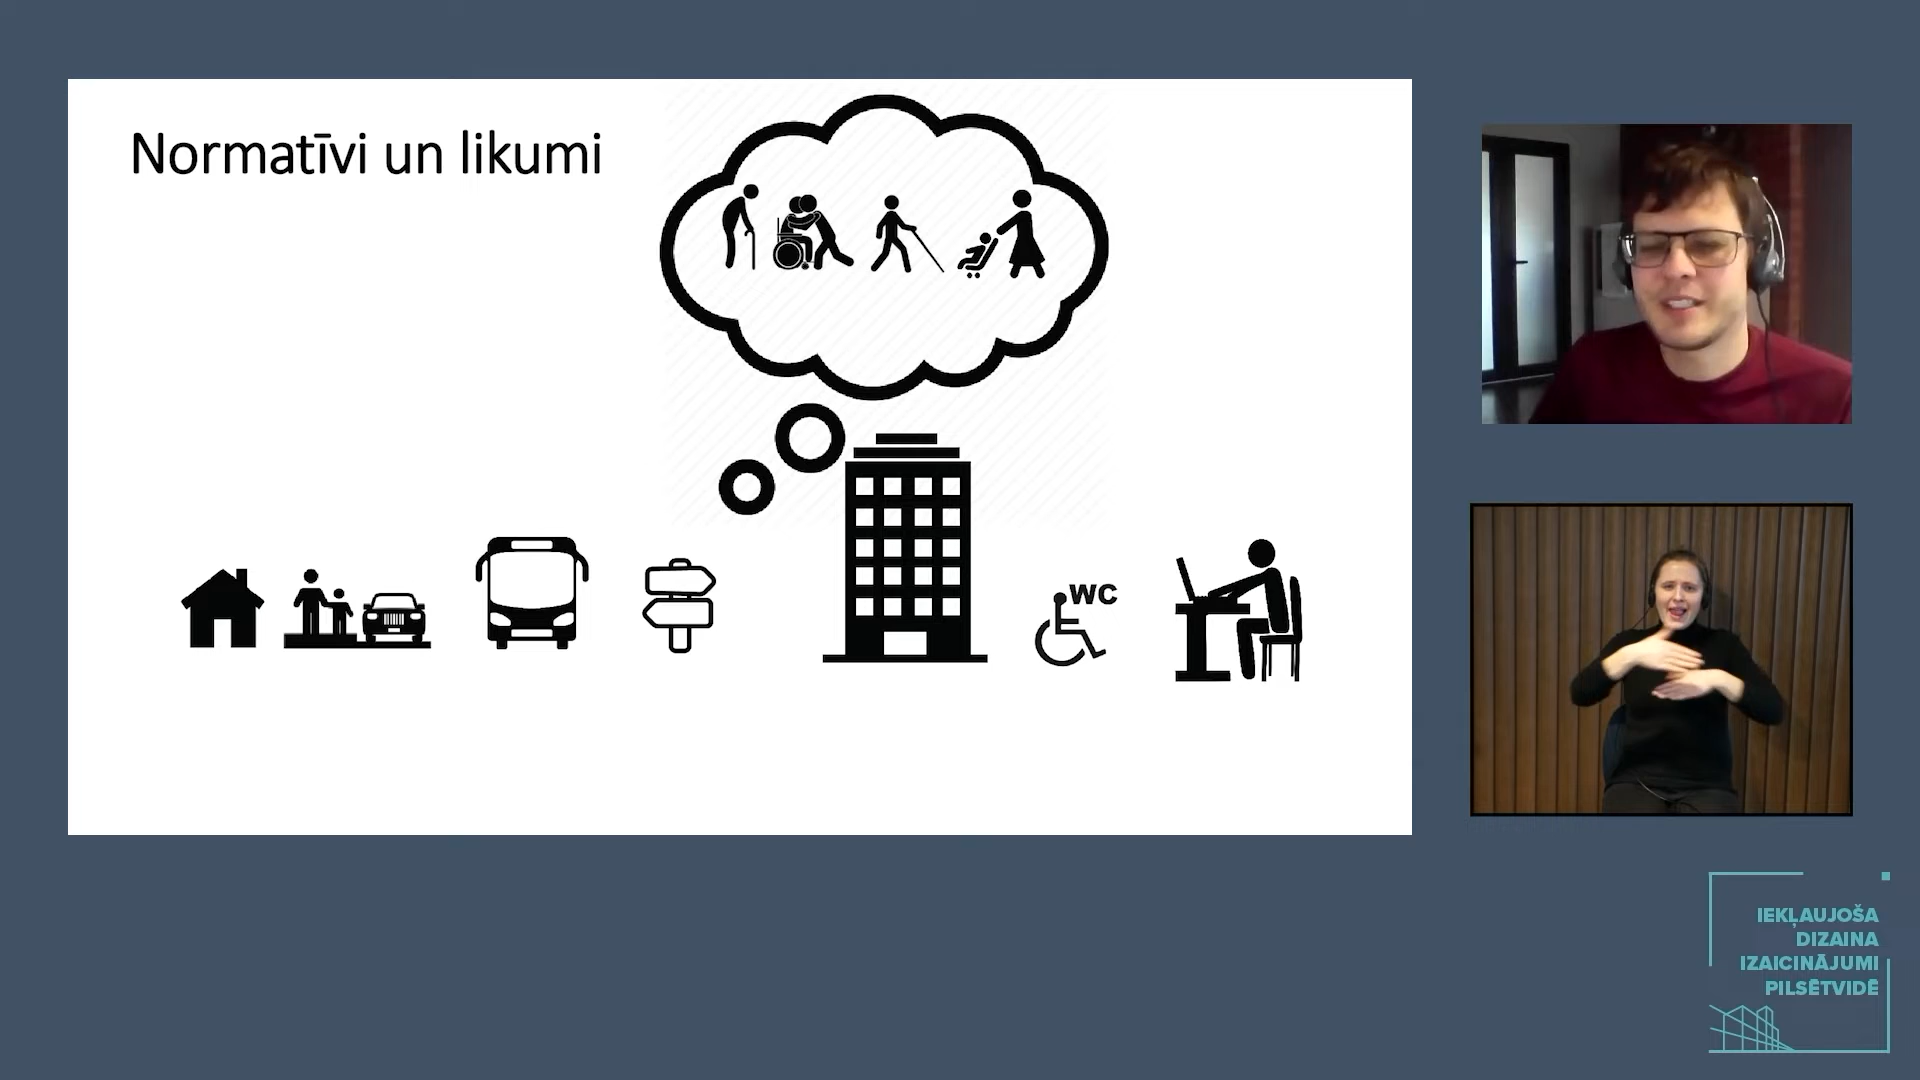 Normatīvi un likumi
WC
IEKĻAUJOŠA
DIZAINA
IZAICINĀJUMI
PILSĒTVIDĒ